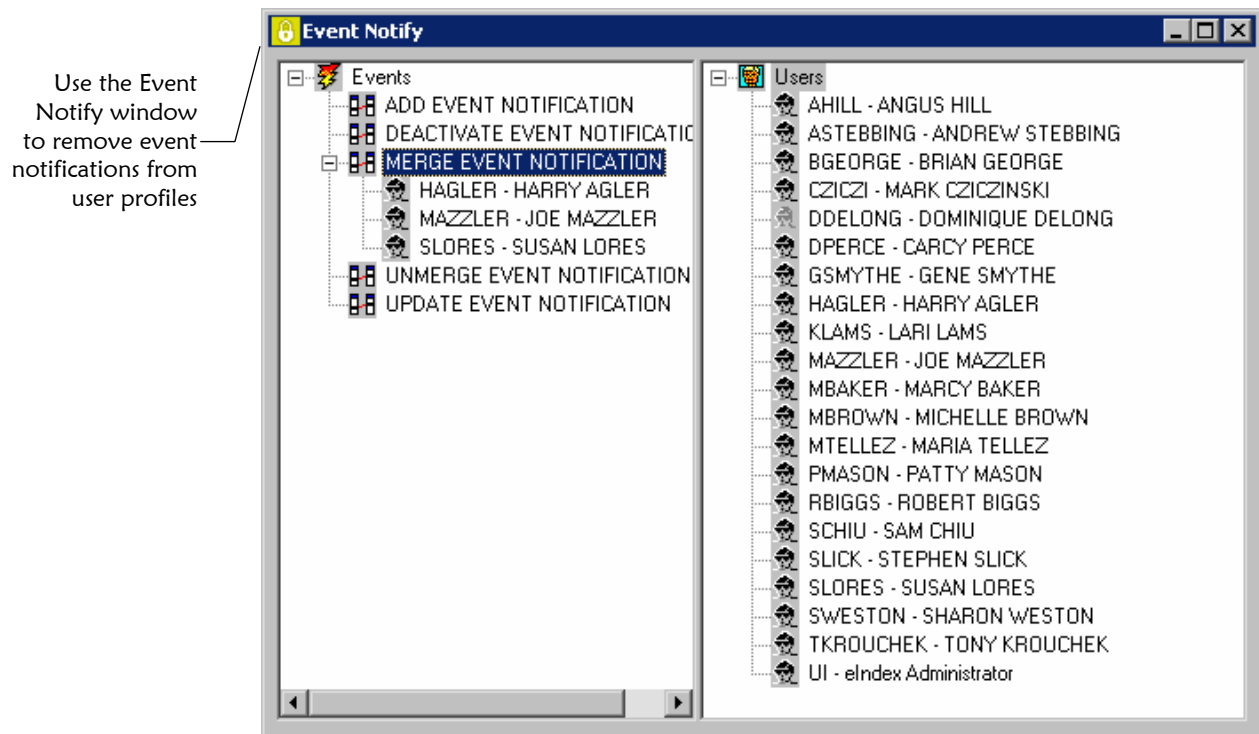 Use the Event
Notify window
to remove event
notifications from
user profiles
Event Notify
Events
ADD EVENT NOTIFICATION
DEACTIVATE EVENT NOTIFICATIC
MERGE EVENT NOTIFICATION
HAGLER - HARRY AGLER
MAZZLER - JOE MAZZLER
SLORES - SUSAN LORES
UNMERGE EVENT NOTIFICATION
UPDATE EVENT NOTIFICATION
Users
AHILL - ANGUS HILL
ASTEBBING - ANDREW STEBBING
BGEORGE - BRIAN GEORGE
CZICZI - MARK CZICZINSKI
DDELONG - DOMINIQUE DELONG
DPERCE - CARCY PERCE
GSMYTHE - GENE SMYTHE
HAGLER - HARRY AGLER
KLAMS - LARI LAMS
MAZZLER - JOE MAZZLER
MBAKER - MARCY BAKER
MBROWN - MICHELLE BROWN
MTELLEZ - MARIA TELLEZ
PMASON - PATTY MASON
RBIGGS - ROBERT BIGGS
SCHIU - SAM CHIU
SLICK - STEPHEN SLICK
SLORES - SUSAN LORES
SWESTON - SHARON WESTON
TKROUCHEK - TONY KROUCHEK
UI - eIndex Administrator